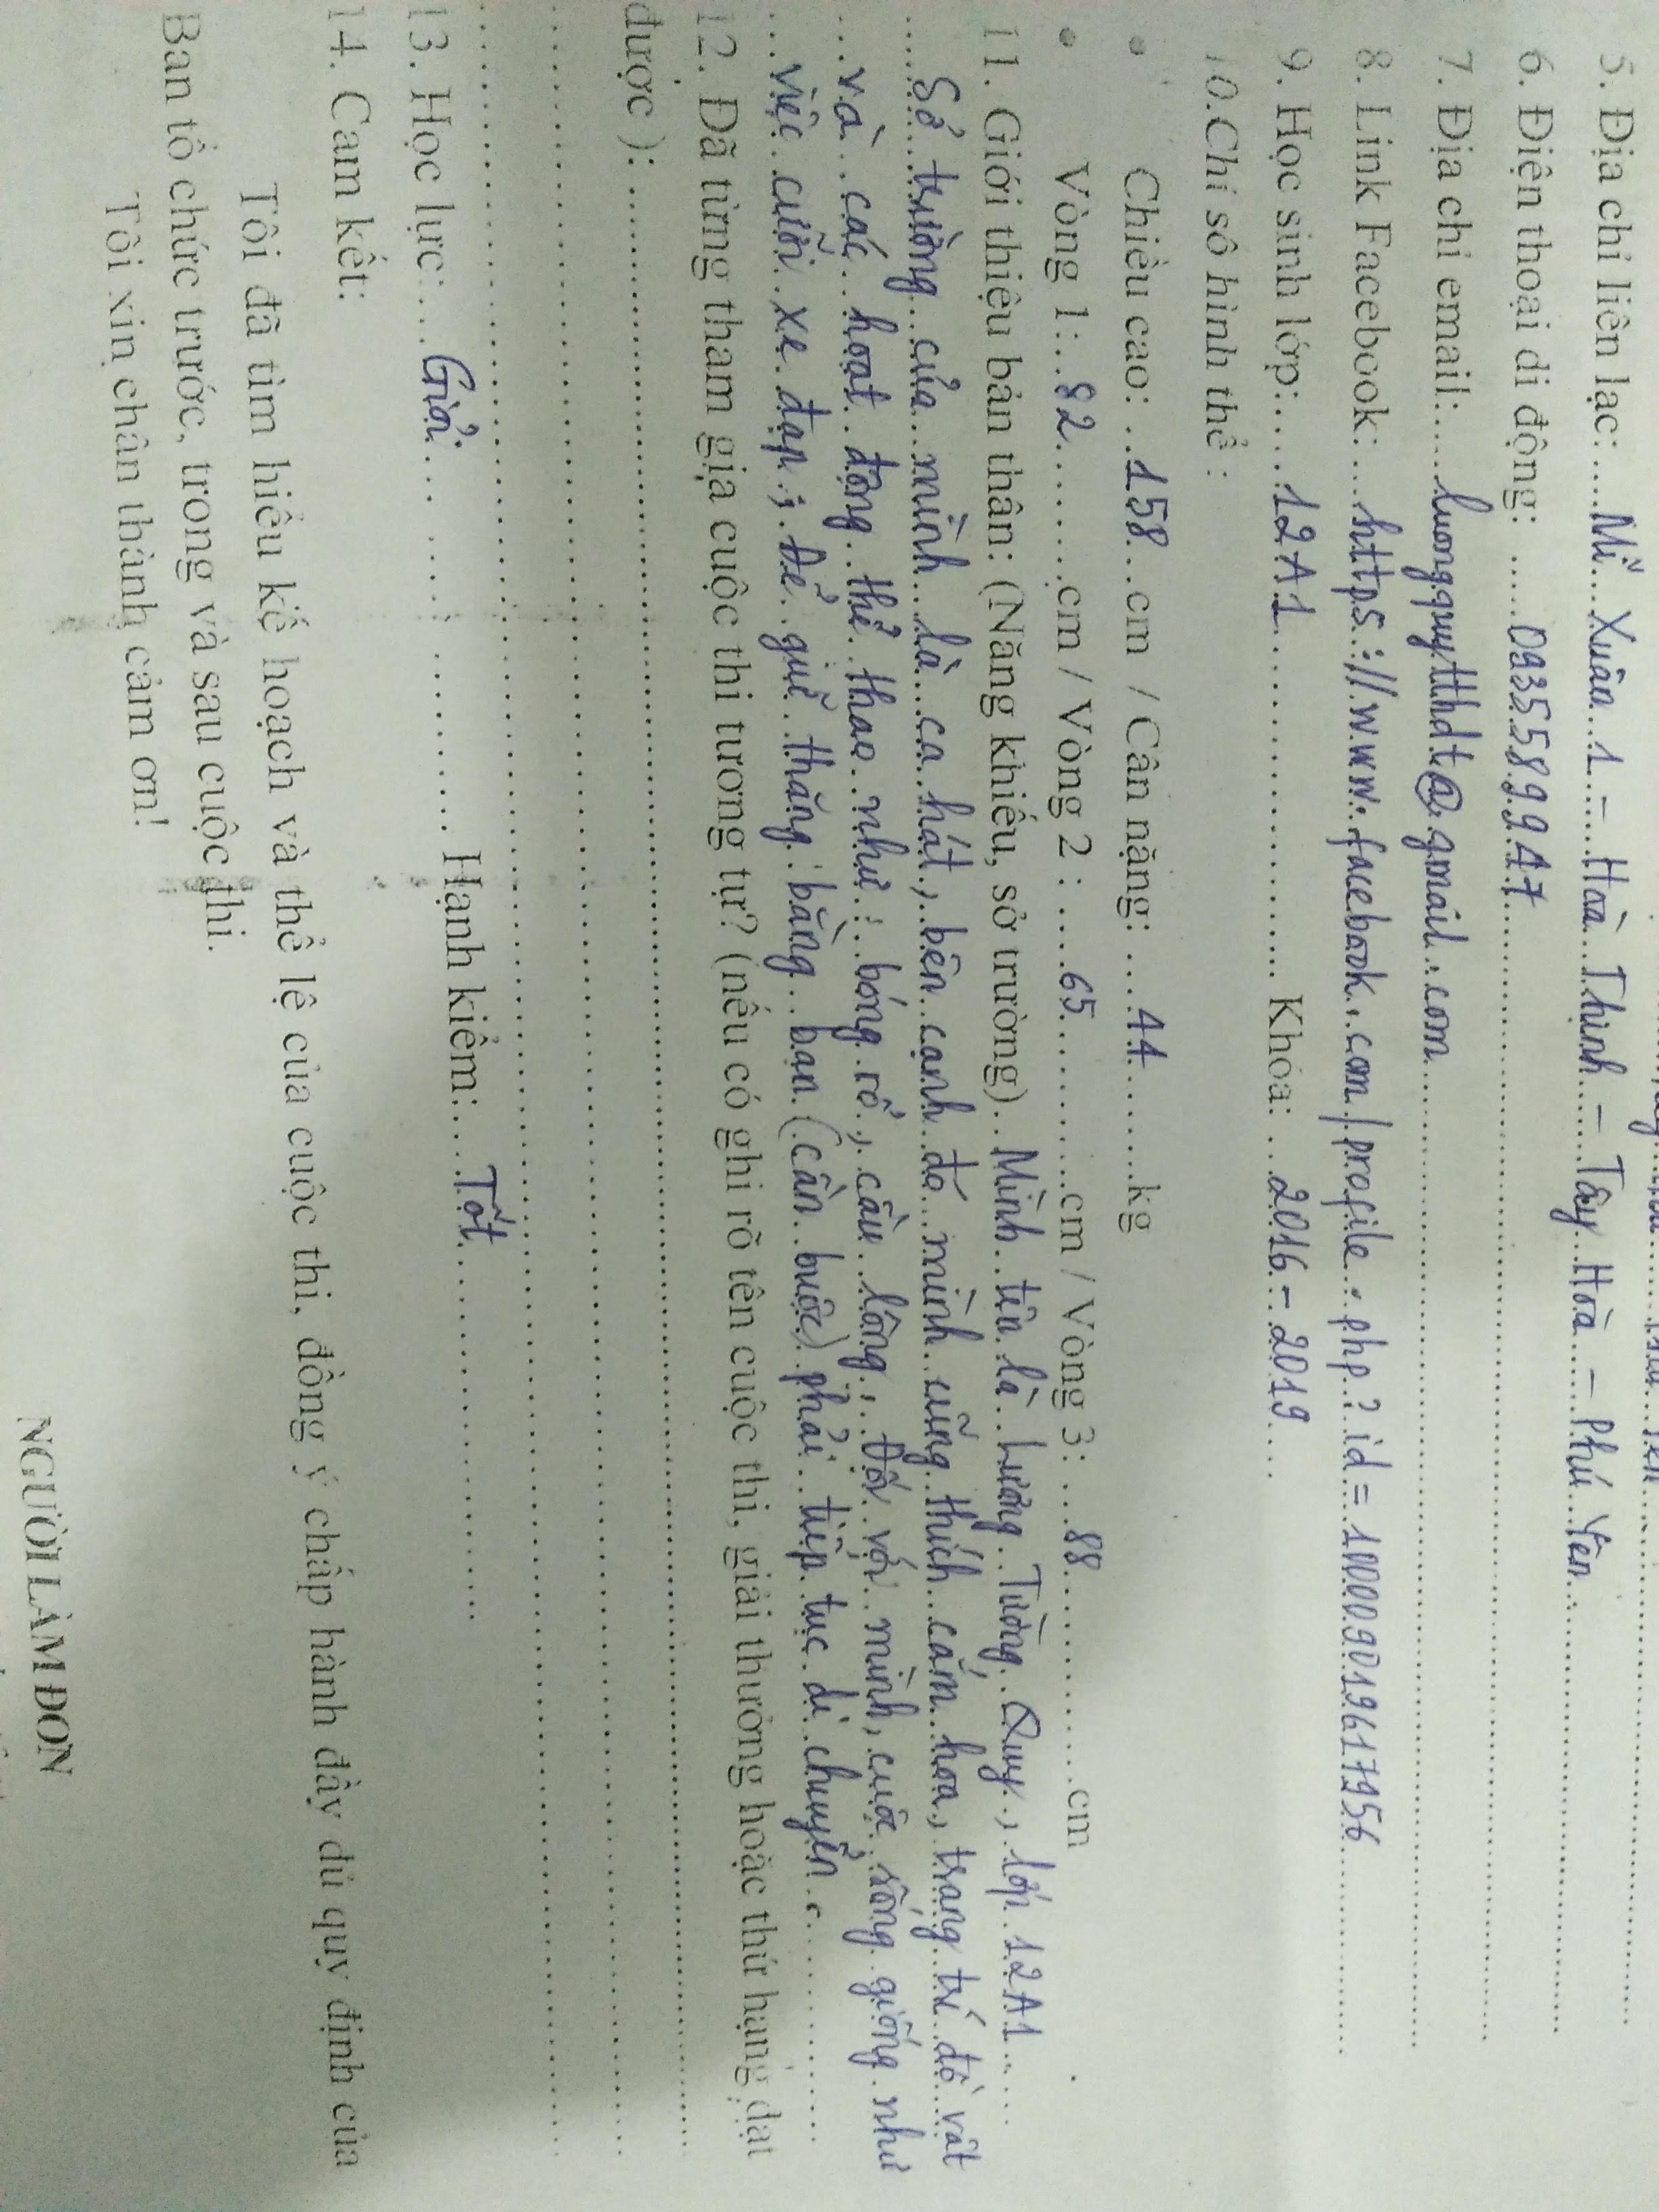 5. Địa chỉ liên lạc: ....Mĩ Xuân 1 - Hoà Thịnh - Tây Hoà - Phú Yên
6. Điện thoại di động: .....0935589947
7. Địa chỉ email:.....luongquytthdt@gmail.com
8. Link Facebook: ...https://www.facebook.com/profile.php?id=100009019617956
9. Học sinh lớp:.....12A1........................ Khóa: ...2016 - 2019....
10.Chỉ số hình thể :
Chiều cao: ..158...cm / Cân nặng: ....44........kg
Vòng 1:..82........cm / Vòng 2 : ....65............cm / Vòng 3: ...88..............cm
11. Giới thiệu bản thân: (Năng khiếu, sở trường)..Mình tên là Lương Tường Quy, lớp 12A1
Sở trường của mình là ca hát, bên cạnh đó mình cũng thích cắm hoa, trang trí đồ vật
và các hoạt động thể thao như : bóng rổ, cầu lông. Đối với mình, cuộc sống giống như
việc cưỡi xe đạp ; Để giữ thăng bằng bạn (cần buộc) phải tiếp tục di chuyển.
12. Đã từng tham gia cuộc thi tương tự? (nếu có ghi rõ tên cuộc thi, giải thưởng hoặc thứ hạng đạt
được ):
13. Học lực:...Giỏi... Hạnh kiểm:....Tốt
14. Cam kết:
Tôi đã tìm hiểu kế hoạch và thể lệ của cuộc thi, đồng ý chấp hành đầy đủ quy định của
Ban tổ chức trước, trong và sau cuộc thi.
Tôi xin chân thành cảm ơn!
NGƯỜI LÀM ĐƠN